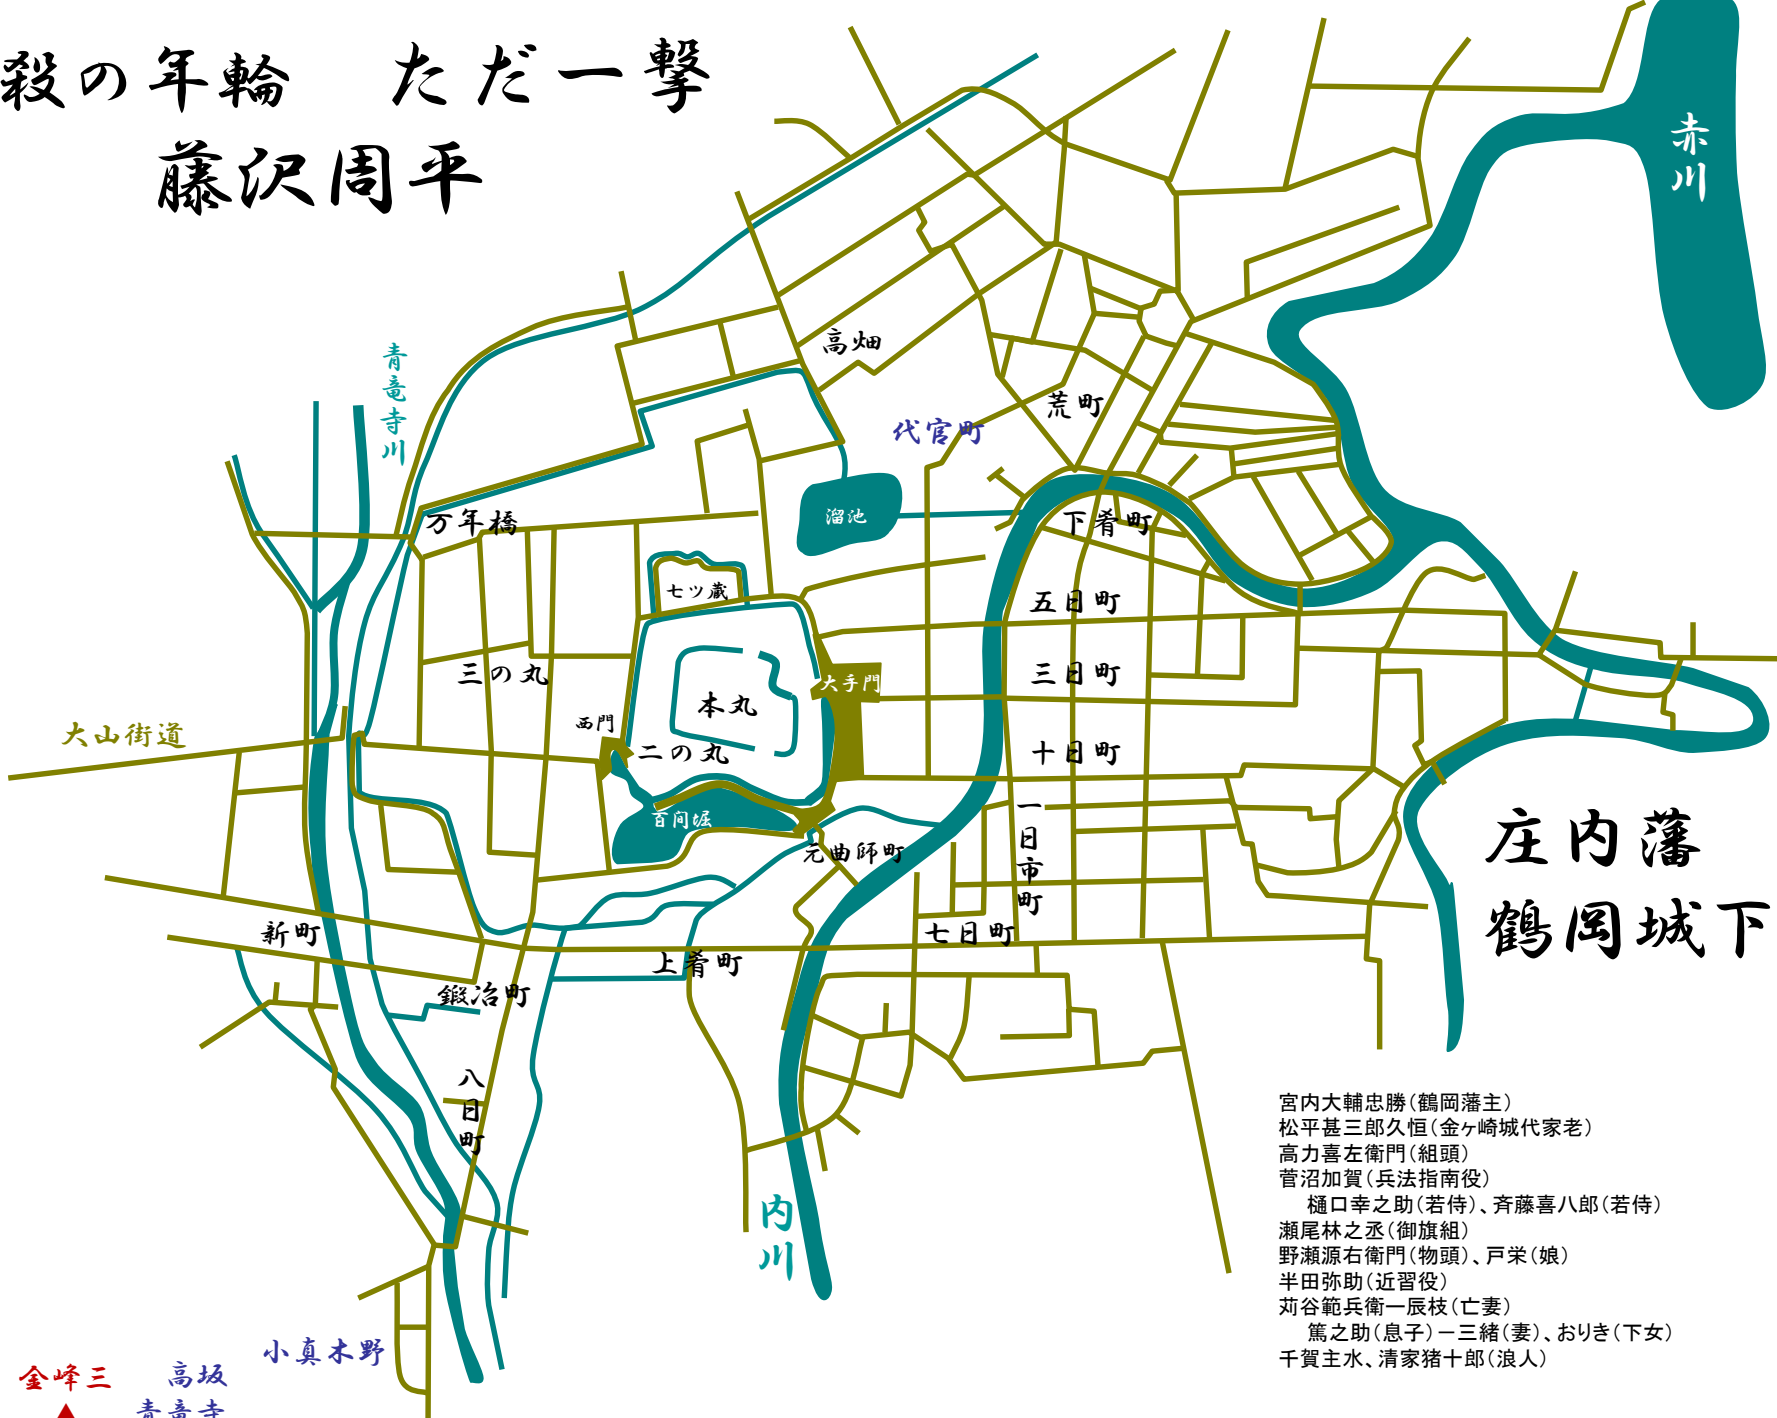 殺の年輪　ただ一撃
藤沢周平
赤川
青竜寺川
高畑
荒町
代官町
溜池
万年橋
下肴町
七ツ蔵
五日町
三の丸
三日町
大手門
本丸
西門
大山街道
二の丸
十日町
百间堀
一日市町
元曲師町
庄内藩
鶴岡城下
新町
七日町
上肴町
鍛冶町
八日町
内川
宮内大輔忠勝(鶴岡藩主)
松平甚三郎久恒(金ヶ崎城代家老)
高力喜左衛門(組頭)
菅沼加賀(兵法指南役)
樋口幸之助(若侍)、斉藤喜八郎(若侍)
瀬尾林之丞(御旗組)
野瀬源右衛門(物頭)、戸栄(娘)
半田弥助(近習役)
苅谷範兵衛ー辰枝(亡妻)
篤之助(息子)ー三緒(妻)、おりき(下女)
千賀主水、清家猪十郎(浪人)
小真木野
金峰三
高坂
青竜寺